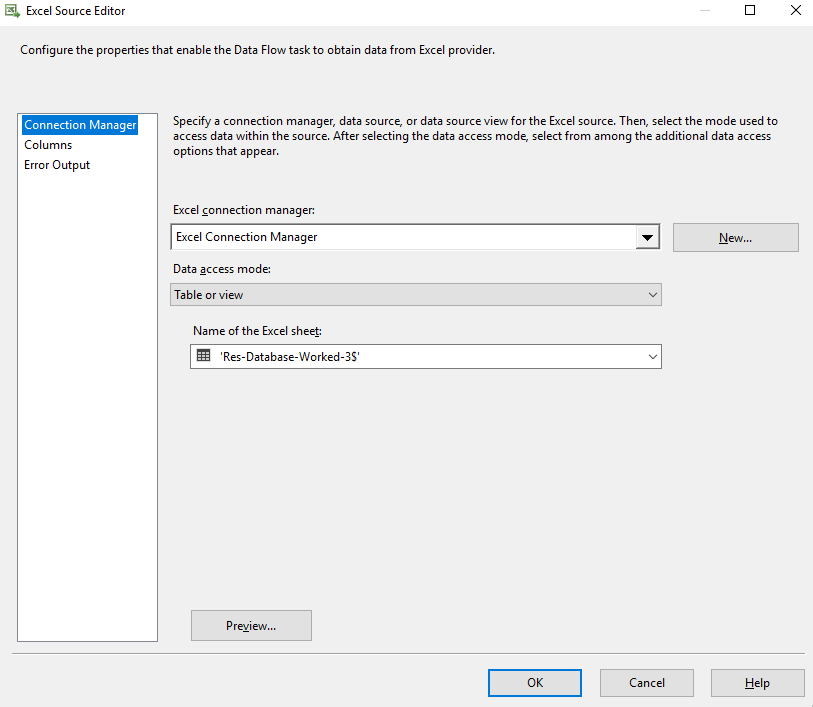 Excel Source Editor
Configure the properties that enable the Data Flow task to obtain data from Excel provider.
Connection Manager
Columns
Error Output
Specify a connection manager, data source, or data source view for the Excel source. Then, select the mode used to
access data within the source. After selecting the data access mode, select from among the additional data access
options that appear.
Excel connection manager:
Excel Connection Manager
New...
Data access mode:
Table or view
Name of the Excel sheet:
'Res-Database-Worked-3$'
Preview...
OK
Cancel
Help